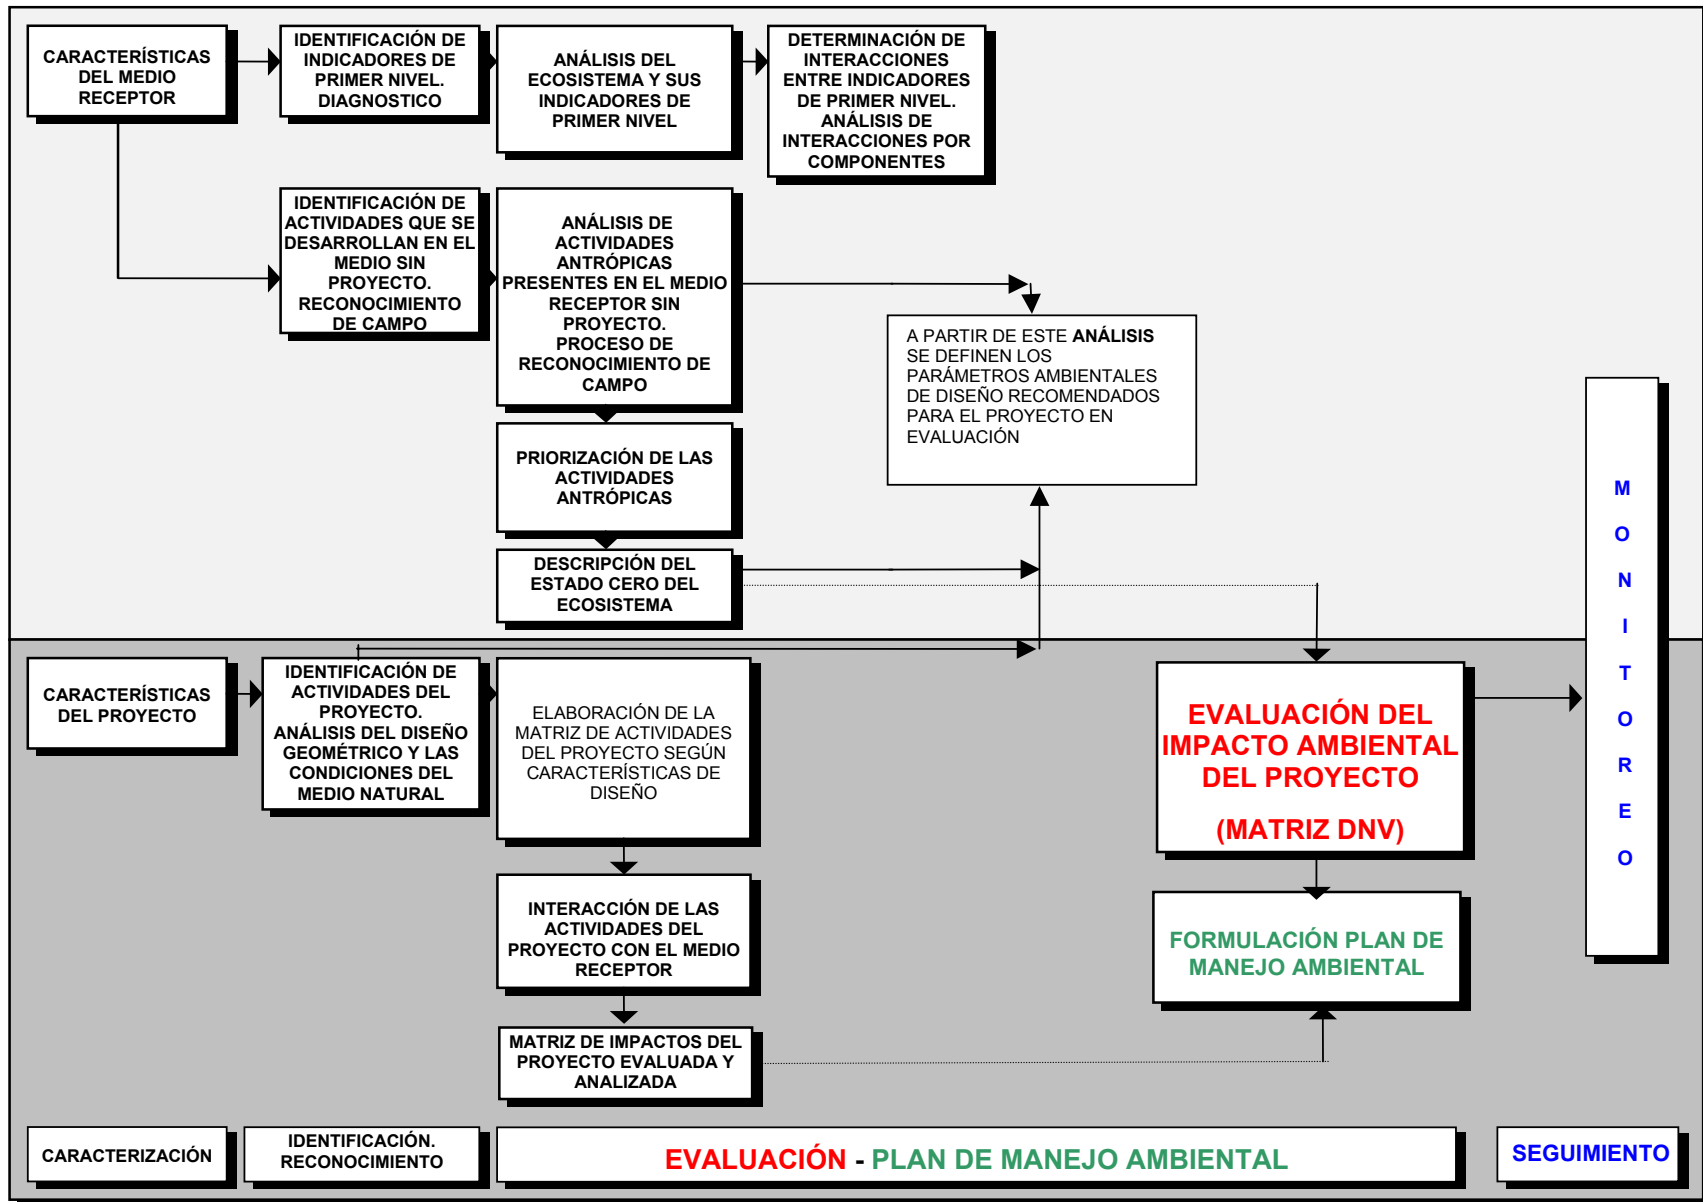 CARACTERÍSTICAS
DEL MEDIO
RECEPTOR
IDENTIFICACIÓN DE
INDICADORES DE
PRIMER NIVEL.
DIAGNOSTICO
ANÁLISIS DEL
ECOSISTEMA Y SUS
INDICADORES DE
PRIMER NIVEL
DETERMINACIÓN DE
INTERACCIONES
ENTRE INDICADORES
DE PRIMER NIVEL.
ANÁLISIS DE
INTERACCIONES POR
COMPONENTES
IDENTIFICACIÓN DE
ACTIVIDADES QUE SE
DESARROLLAN EN EL
MEDIO SIN
PROYECTO.
RECONOCIMIENTO
DE CAMPO
ANÁLISIS DE
ACTIVIDADES
ANTRÓPICAS
PRESENTES EN EL MEDIO
RECEPTOR SIN
PROYECTO.
PROCESO DE
RECONOCIMIENTO DE
CAMPO
A PARTIR DE ESTE ANÁLISIS
SE DEFINEN LOS
PARÁMETROS AMBIENTALES
DE DISEÑO RECOMENDADOS
PARA EL PROYECTO EN
EVALUACIÓN
PRIORIZACIÓN DE LAS
ACTIVIDADES
ANTRÓPICAS
DESCRIPCIÓN DEL
ESTADO CERO DEL
ECOSISTEMA
M
O
N
I
T
O
R
E
O
CARACTERÍSTICAS
DEL PROYECTO
IDENTIFICACIÓN DE
ACTIVIDADES DEL
PROYECTO.
ANÁLISIS DEL DISEÑO
GEOMÉTRICO Y LAS
CONDICIONES DEL
MEDIO NATURAL
ELABORACIÓN DE LA
MATRIZ DE ACTIVIDADES
DEL PROYECTO SEGÚN
CARACTERÍSTICAS DE
DISEÑO
EVALUACIÓN DEL
IMPACTO AMBIENTAL
DEL PROYECTO
(MATRIZ DNV)
INTERACCIÓN DE LAS
ACTIVIDADES DEL
PROYECTO CON EL MEDIO
RECEPTOR
FORMULACIÓN PLAN DE
MANEJO AMBIENTAL
MATRIZ DE IMPACTOS DEL
PROYECTO EVALUADA Y
ANALIZADA
CARACTERIZACIÓN
IDENTIFICACIÓN.
RECONOCIMIENTO
EVALUACIÓN - PLAN DE MANEJO AMBIENTAL
SEGUIMIENTO